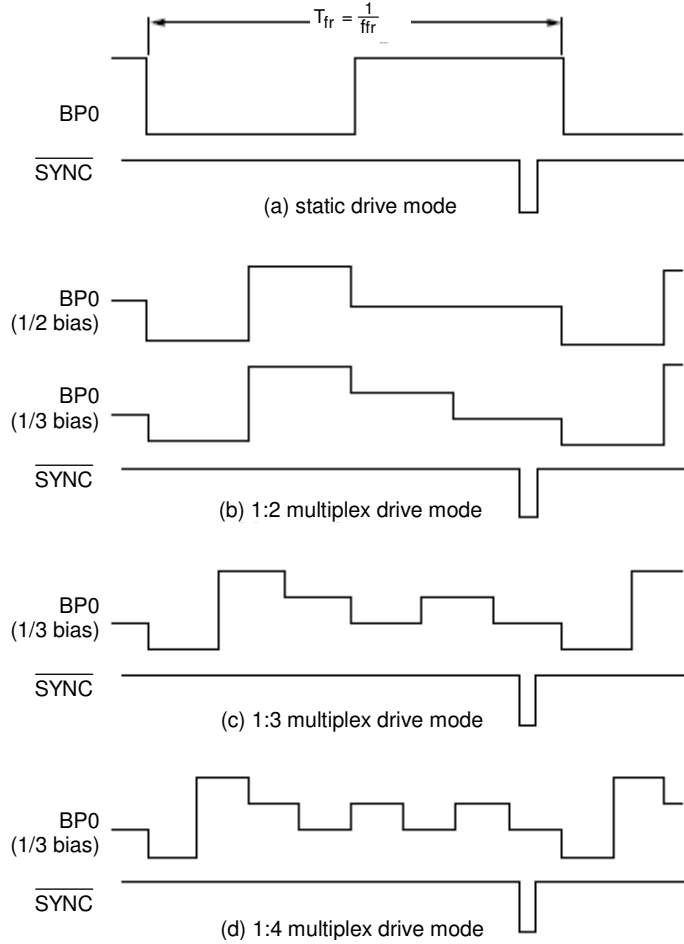 T_fr = 1/ffr
BP0
SYNC
(a) static drive mode
BP0
(1/2 bias)
BP0
(1/3 bias)
SYNC
(b) 1:2 multiplex drive mode
BP0
(1/3 bias)
SYNC
(c) 1:3 multiplex drive mode
BP0
(1/3 bias)
SYNC
(d) 1:4 multiplex drive mode